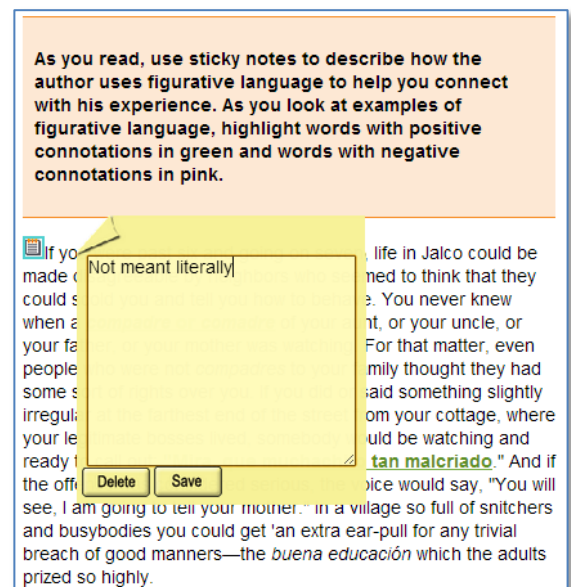 As you read, use sticky notes to describe how the
author uses figurative language to help you connect
with his experience. As you look at examples of
figurative language, highlight words with positive
connotations in green and words with negative
connotations in pink.
If yo life in Jalco could be
Not meant literally
made med to think that they
could e. You never knew
when a nt, or your uncle, or
your fa For that matter, even
people mily thought they had
some s said something slightly
irregula om your cottage, where
your le uld be watching and
ready t tan malcriado." And if
the off ice would say, "You will
Delete Save
see, I am going to tell your mother." In a village so full of snitchers
and busybodies you could get 'an extra ear-pull for any trivial
breach of good manners—the buena educación which the adults
prized so highly.